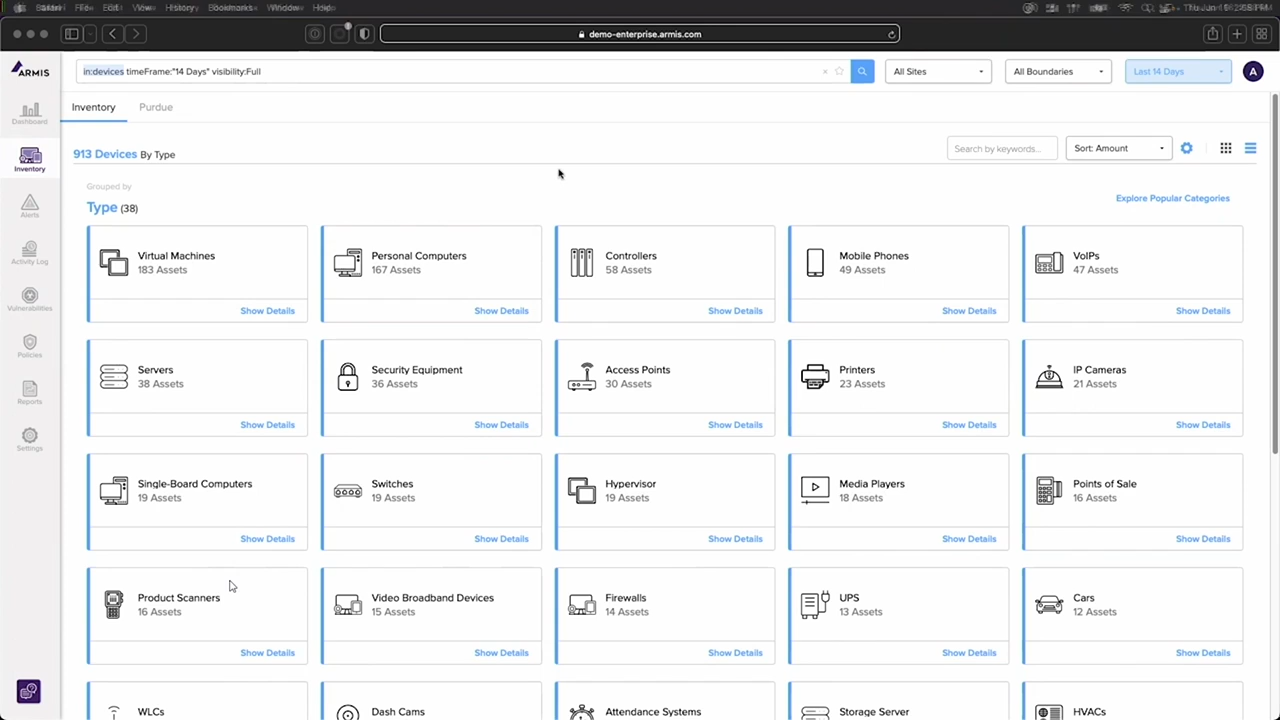 Safari File Edit View History Bookmarks Window Help
demo-enterprise.armis.com
ARMIS
in:devices timeFrame:"14 Days" visibility:Full
All Sites
All Boundaries
Last 14 Days
A
Dashboard
Inventory
Alerts
Activity Log
Vulnerabilities
Policies
Reports
Settings
Inventory
Purdue
913 Devices By Type
Search by keywords...
Sort: Amount
Grouped by
Type (38)
Explore Popular Categories
Virtual Machines
183 Assets
Show Details
Personal Computers
167 Assets
Show Details
Controllers
58 Assets
Show Details
Mobile Phones
49 Assets
Show Details
VoIPs
47 Assets
Show Details
Servers
38 Assets
Show Details
Security Equipment
36 Assets
Show Details
Access Points
30 Assets
Show Details
Printers
23 Assets
Show Details
IP Cameras
21 Assets
Show Details
Single-Board Computers
19 Assets
Show Details
Switches
19 Assets
Show Details
Hypervisor
19 Assets
Show Details
Media Players
18 Assets
Show Details
Points of Sale
16 Assets
Show Details
Product Scanners
16 Assets
Show Details
Video Broadband Devices
15 Assets
Show Details
Firewalls
14 Assets
Show Details
UPS
13 Assets
Show Details
Cars
12 Assets
Show Details
WLCs
Dash Cams
Attendance Systems
Storage Server
HVACs